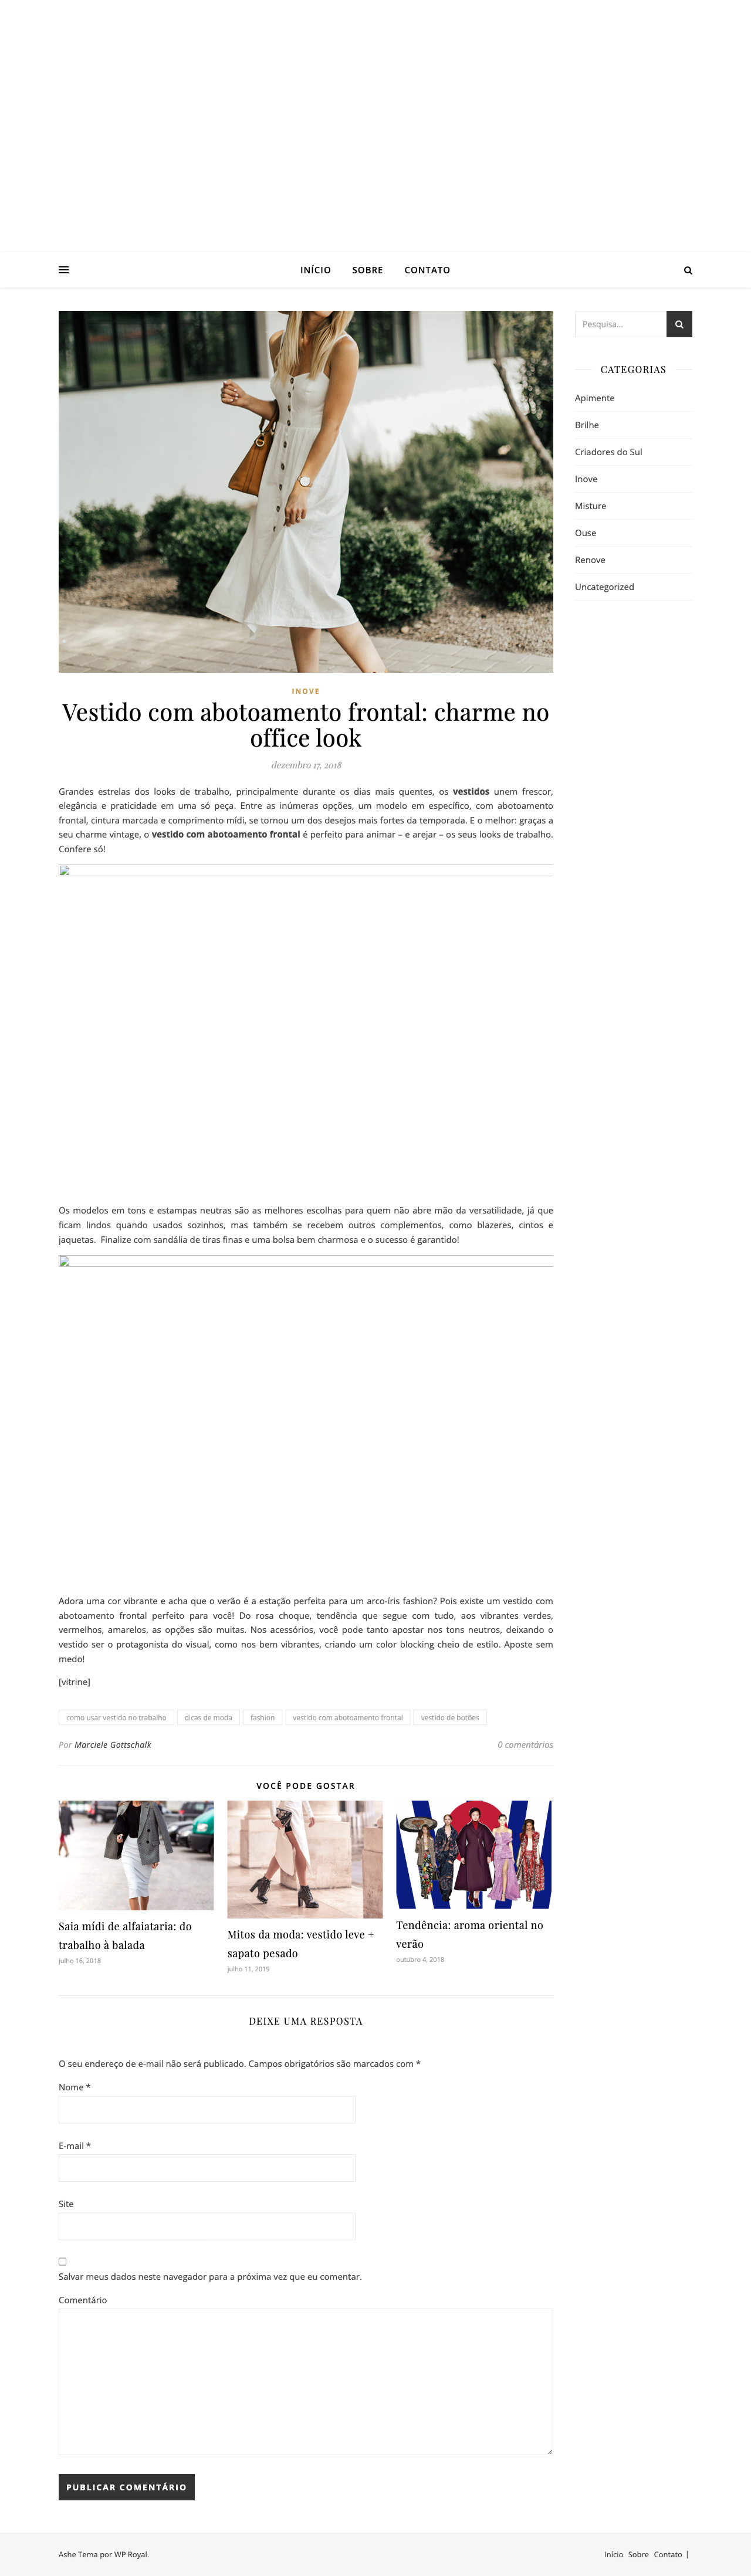 INÍCIO SOBRE CONTATO
Pesquisa...
CATEGORIAS
Apimente
Brilhe
Criadores do Sul
Inove
Misture
Ouse
Renove
Uncategorized
INOVE
Vestido com abotoamento frontal: charme no
office look
dezembro 17, 2018
Grandes estrelas dos looks de trabalho, principalmente durante os dias mais quentes, os vestidos unem frescor,
elegância e praticidade em uma só peça. Entre as inúmeras opções, um modelo em específico, com abotoamento
frontal, cintura marcada e comprimento mídi, se tornou um dos desejos mais fortes da temporada. E o melhor: graças a
seu charme vintage, o vestido com abotoamento frontal é perfeito para animar – e arejar – os seus looks de trabalho.
Confere só!
Os modelos em tons e estampas neutras são as melhores escolhas para quem não abre mão da versatilidade, já que
ficam lindos quando usados sozinhos, mas também se recebem outros complementos, como blazeres, cintos e
jaquetas.  Finalize com sandália de tiras finas e uma bolsa bem charmosa e o sucesso é garantido!
Adora uma cor vibrante e acha que o verão é a estação perfeita para um arco-íris fashion? Pois existe um vestido com
abotoamento frontal perfeito para você! Do rosa choque, tendência que segue com tudo, aos vibrantes verdes,
vermelhos, amarelos, as opções são muitas. Nos acessórios, você pode tanto apostar nos tons neutros, deixando o
vestido ser o protagonista do visual, como nos bem vibrantes, criando um color blocking cheio de estilo. Aposte sem
medo!
[vitrine]
como usar vestido no trabalho dicas de moda fashion vestido com abotoamento frontal vestido de botões
Por Marciele Gottschalk 0 comentários
VOCÊ PODE GOSTAR
Saia mídi de alfaiataria: do
trabalho à balada
julho 16, 2018
Mitos da moda: vestido leve +
sapato pesado
julho 11, 2019
Tendência: aroma oriental no
verão
outubro 4, 2018
DEIXE UMA RESPOSTA
O seu endereço de e-mail não será publicado. Campos obrigatórios são marcados com *
Nome *
E-mail *
Site
Salvar meus dados neste navegador para a próxima vez que eu comentar.
Comentário
PUBLICAR COMENTÁRIO
Ashe Tema por WP Royal. Início Sobre Contato |